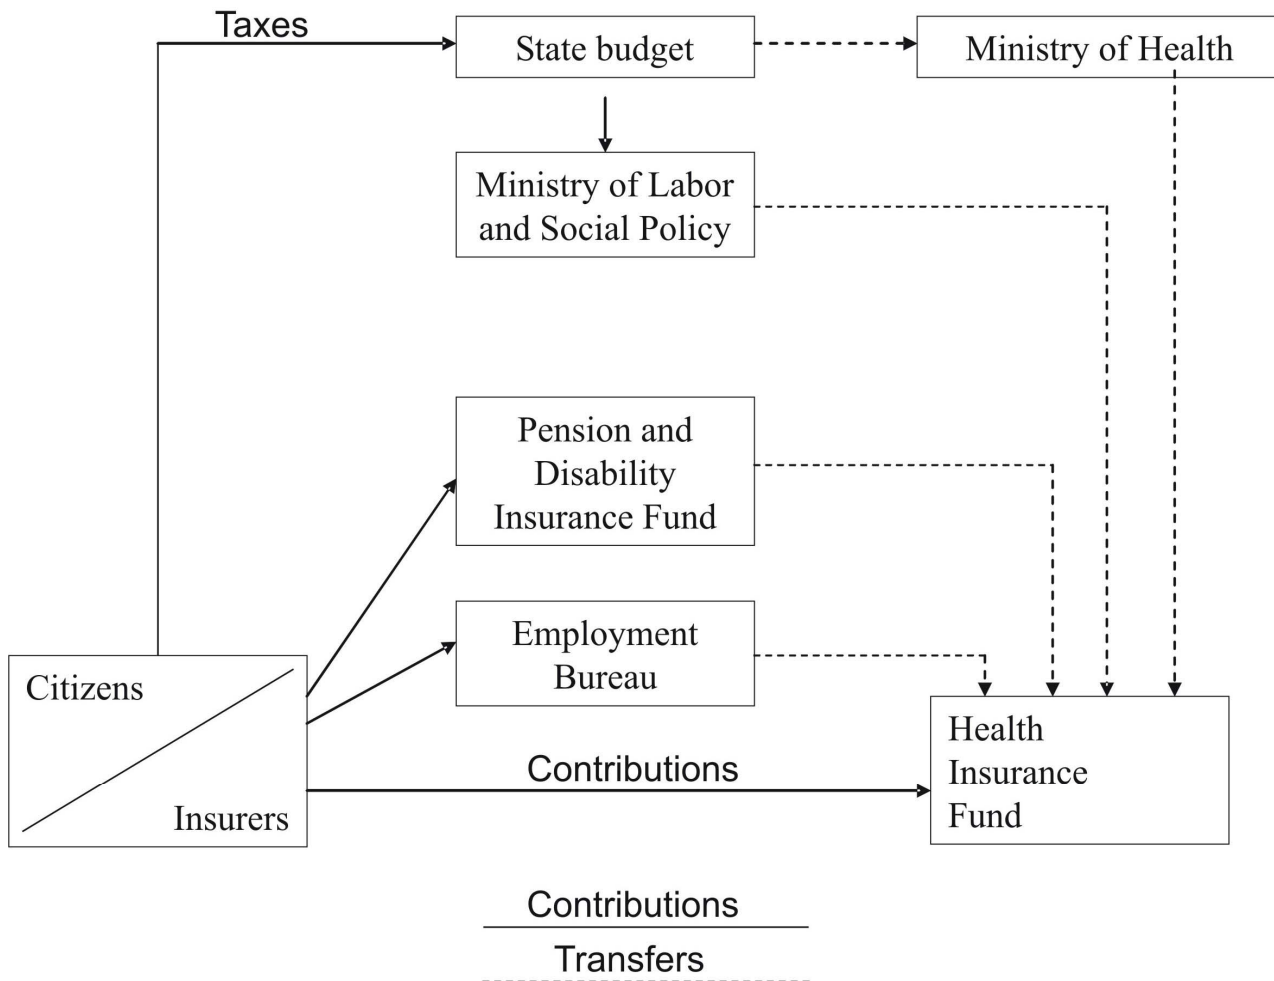 Taxes
State budget
Ministry of Health
Ministry of Labor
and Social Policy
Pension and
Disability
Insurance Fund
Employment
Bureau
Citizens
Insurers
Contributions
Health
Insurance
Fund
Contributions
Transfers